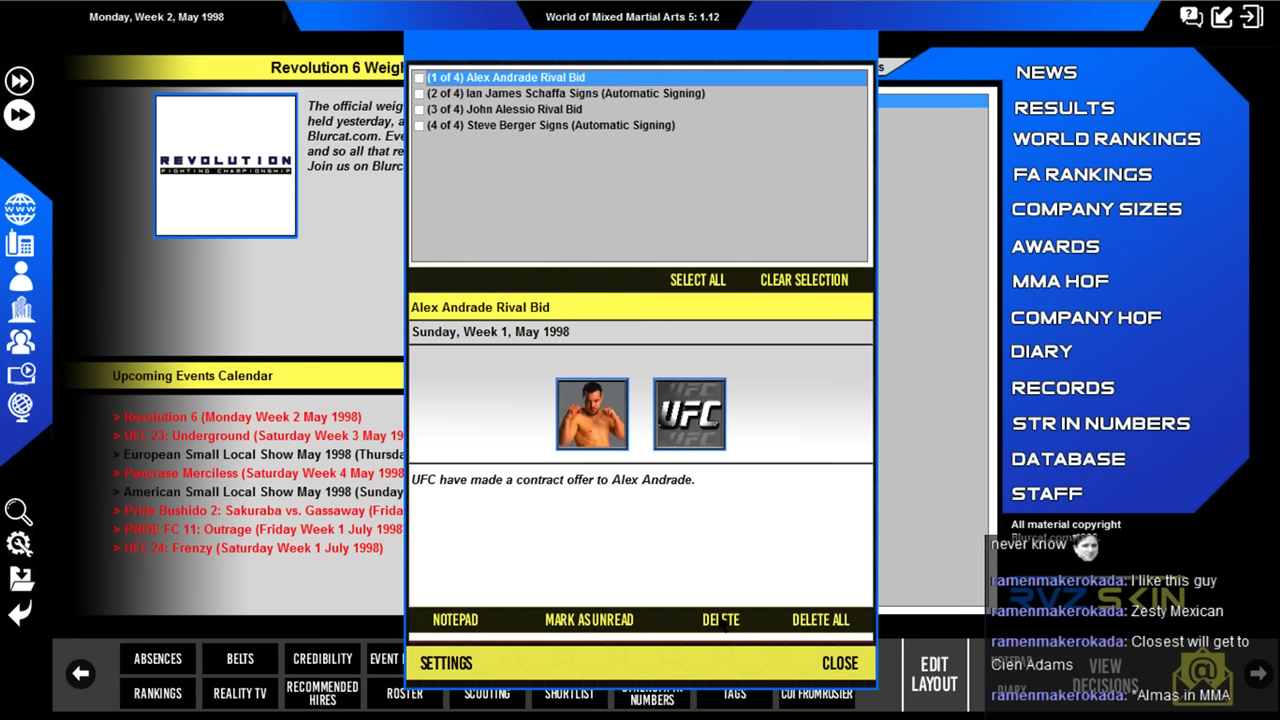 Monday, Week 2, May 1998
World of Mixed Martial Arts 5: 1.12
Revolution 6 Weigh
REVOLUTION
FIGHTING CHAMPIONSHIP
The official weig
held yesterday, a
Blurcat.com. Eve
and so all that re
Join us on Blurc
(1 of 4) Alex Andrade Rival Bid
(2 of 4) Ian James Schaffa Signs (Automatic Signing)
(3 of 4) John Alessio Rival Bid
(4 of 4) Steve Berger Signs (Automatic Signing)
SELECT ALL
CLEAR SELECTION
Alex Andrade Rival Bid
Sunday, Week 1, May 1998
UFC
UFC have made a contract offer to Alex Andrade.
NOTEPAD
MARK AS UNREAD
DELETE
DELETE ALL
SETTINGS
CLOSE
Upcoming Events Calendar
> Revolution 6 (Monday Week 2 May 1998)
> UFC 23: Underground (Saturday Week 3 May 19
> European Small Local Show May 1998 (Thursda
> Pancrase Merciless (Saturday Week 4 May 1998
> American Small Local Show May 1998 (Sunday
> Pride Bushido 2: Sakuraba vs. Gassaway (Frida
> PRIDE FC 11: Outrage (Friday Week 1 July 1998
> UFC 24: Frenzy (Saturday Week 1 July 1998)
NEWS
RESULTS
WORLD RANKINGS
FA RANKINGS
COMPANY SIZES
AWARDS
MMA HOF
COMPANY HOF
DIARY
RECORDS
STR IN NUMBERS
DATABASE
STAFF
All material copyright
never know
ramenmakerokada: I like this guy
RVZ SKIN
ramenmakerokada: Zesty Mexican
ramenmakerokada: Closest will get to
Cien Adams
ramenmakerokada: *Almas in MMA
ABSENCES
BELTS
CREDIBILITY
EVENT
RANKINGS
REALITY TV
RECOMMENDED
HIRES
ROSTER
SCOUTING
SHORTLIST
NUMBERS
TAGS
EDIT
LAYOUT
VIEW
DECISIONS
DIARY